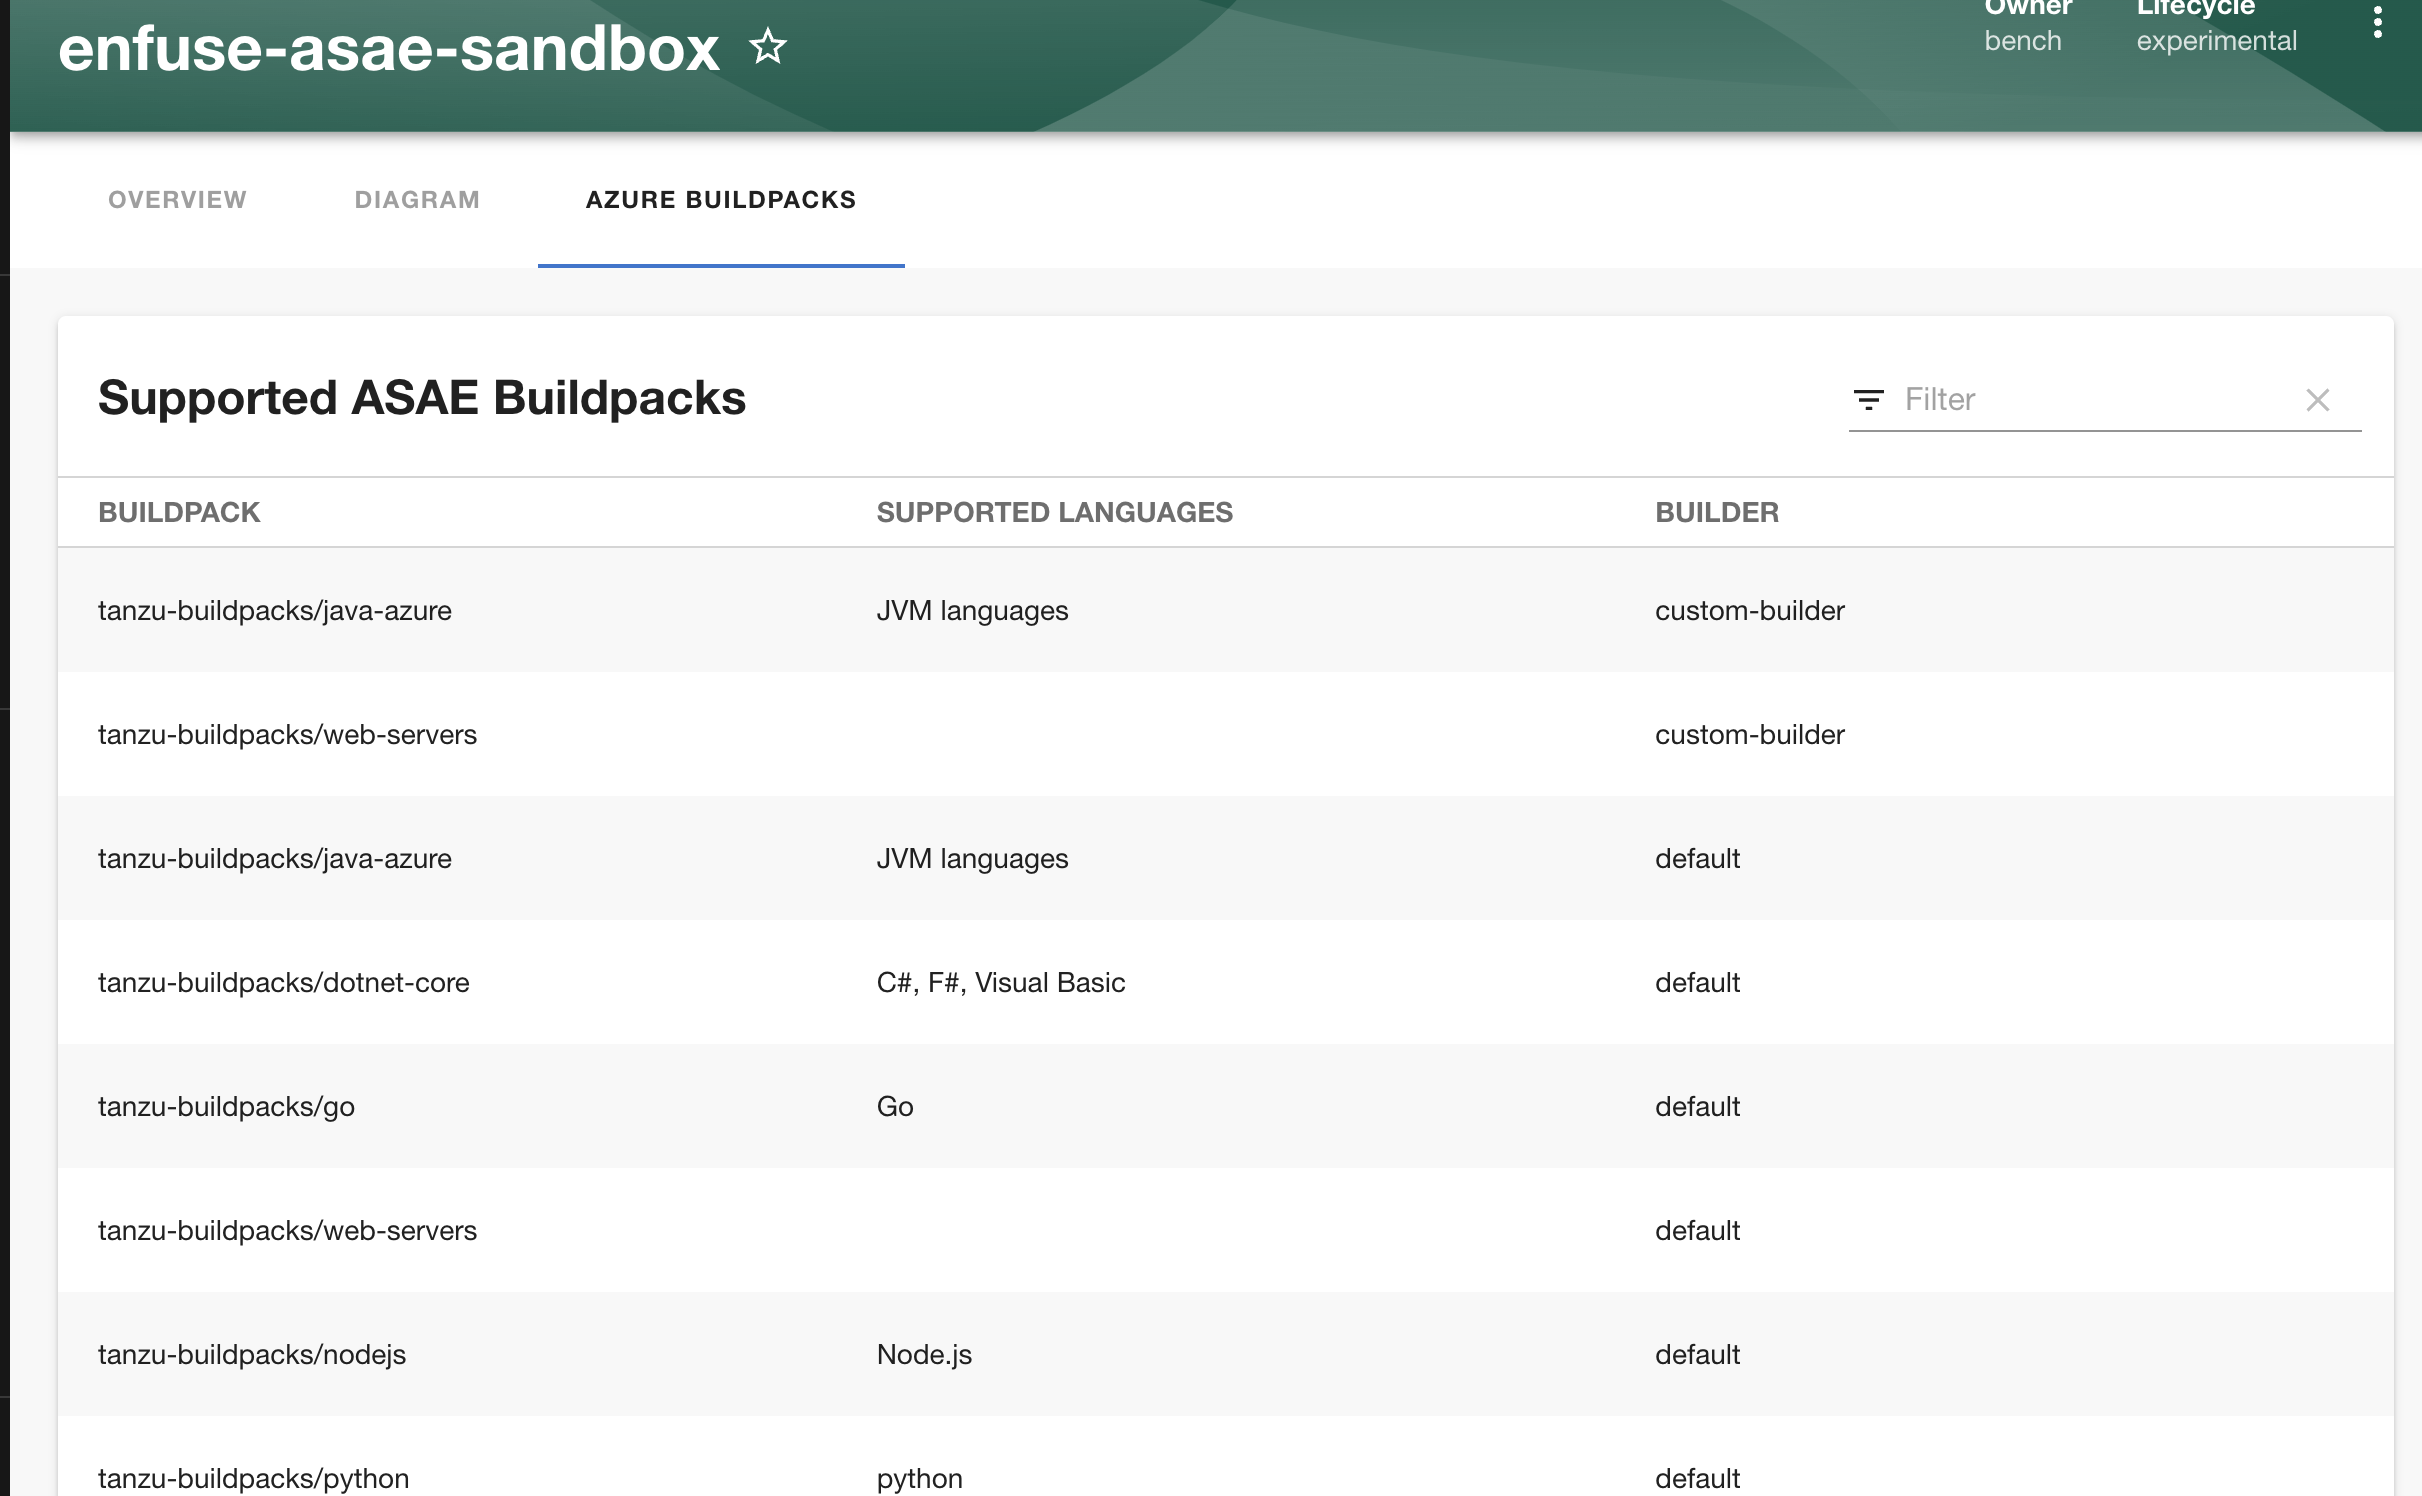 enfuse-asae-sandbox
Owner Lifecycle
bench experimental
OVERVIEW DIAGRAM AZURE BUILDPACKS
Supported ASAE Buildpacks Filter
BUILDPACK SUPPORTED LANGUAGES BUILDER
tanzu-buildpacks/java-azure JVM languages custom-builder
tanzu-buildpacks/web-servers custom-builder
tanzu-buildpacks/java-azure JVM languages default
tanzu-buildpacks/dotnet-core C#, F#, Visual Basic default
tanzu-buildpacks/go Go default
tanzu-buildpacks/web-servers default
tanzu-buildpacks/nodejs Node.js default
tanzu-buildpacks/python python default